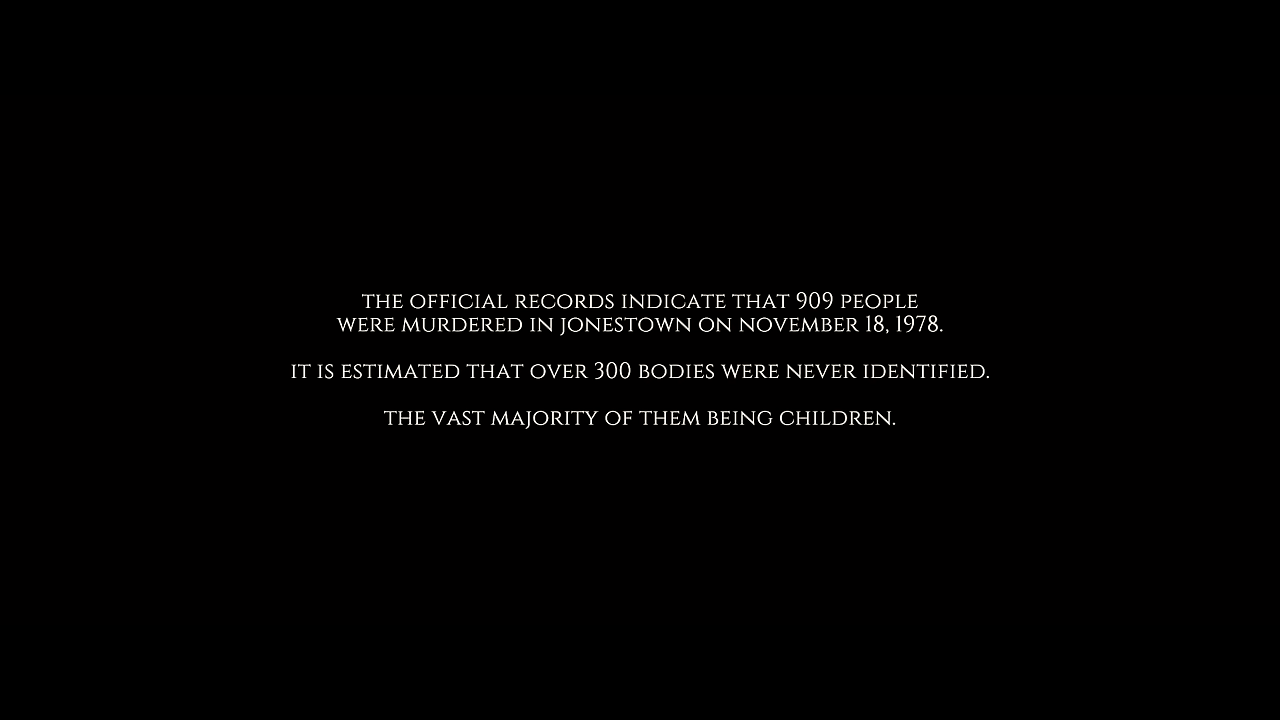 THE OFFICIAL RECORDS INDICATE THAT 909 PEOPLE
WERE MURDERED IN JONESTOWN ON NOVEMBER 18, 1978.
IT IS ESTIMATED THAT OVER 300 BODIES WERE NEVER IDENTIFIED.
THE VAST MAJORITY OF THEM BEING CHILDREN.